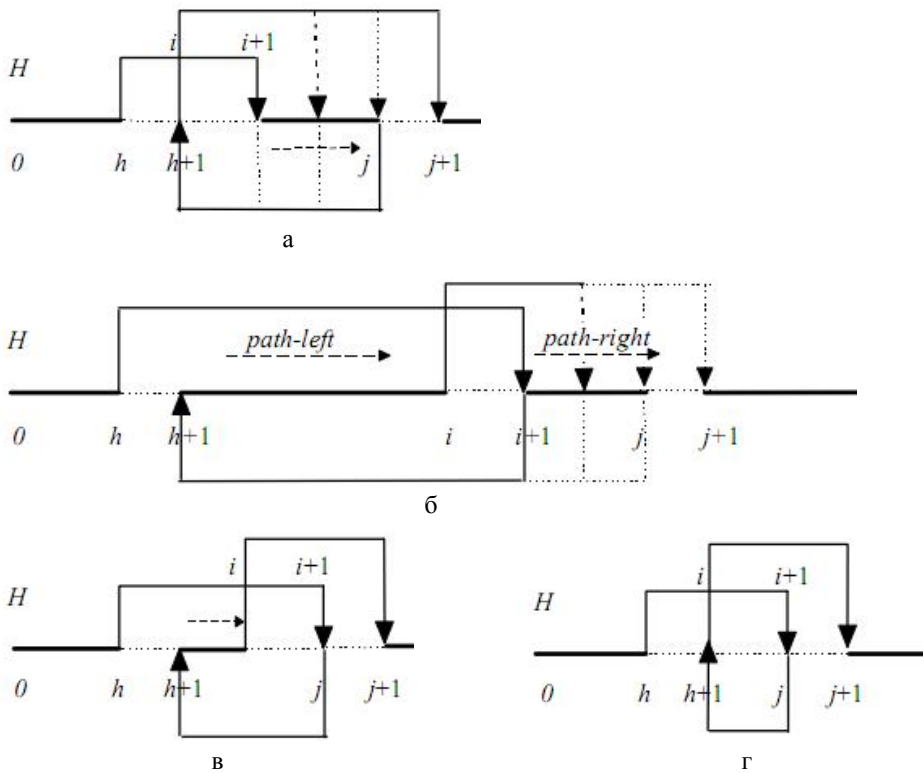 i i+1
H
0 h h+1 j j+1
а
H path-left path-right
0 h h+1 i i+1 j j+1
б
i i+1
H
0 h h+1 j j+1
в
i i+1
H
0 h h+1 j j+1
г